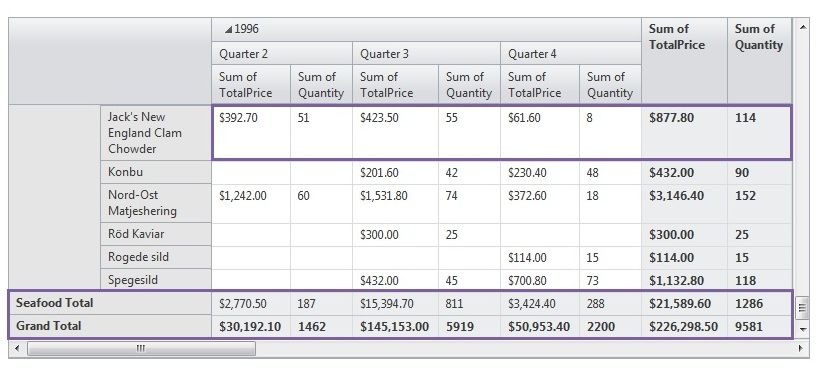 1996 Sum of TotalPrice Sum of Quantity
Quarter 2 Quarter 3 Quarter 4
Sum of TotalPrice Sum of Quantity Sum of TotalPrice Sum of Quantity Sum of TotalPrice Sum of Quantity
Jack's New England Clam Chowder $392.70 51 $423.50 55 $61.60 8 $877.80 114
Konbu $201.60 42 $230.40 48 $432.00 90
Nord-Ost Matjeshering $1,242.00 60 $1,531.80 74 $372.60 18 $3,146.40 152
Röd Kaviar $300.00 25 $300.00 25
Rogede sild $114.00 15 $114.00 15
Spegesild $432.00 45 $700.80 73 $1,132.80 118
Seafood Total $2,770.50 187 $15,394.70 811 $3,424.40 288 $21,589.60 1286
Grand Total $30,192.10 1462 $145,153.00 5919 $50,953.40 2200 $226,298.50 9581